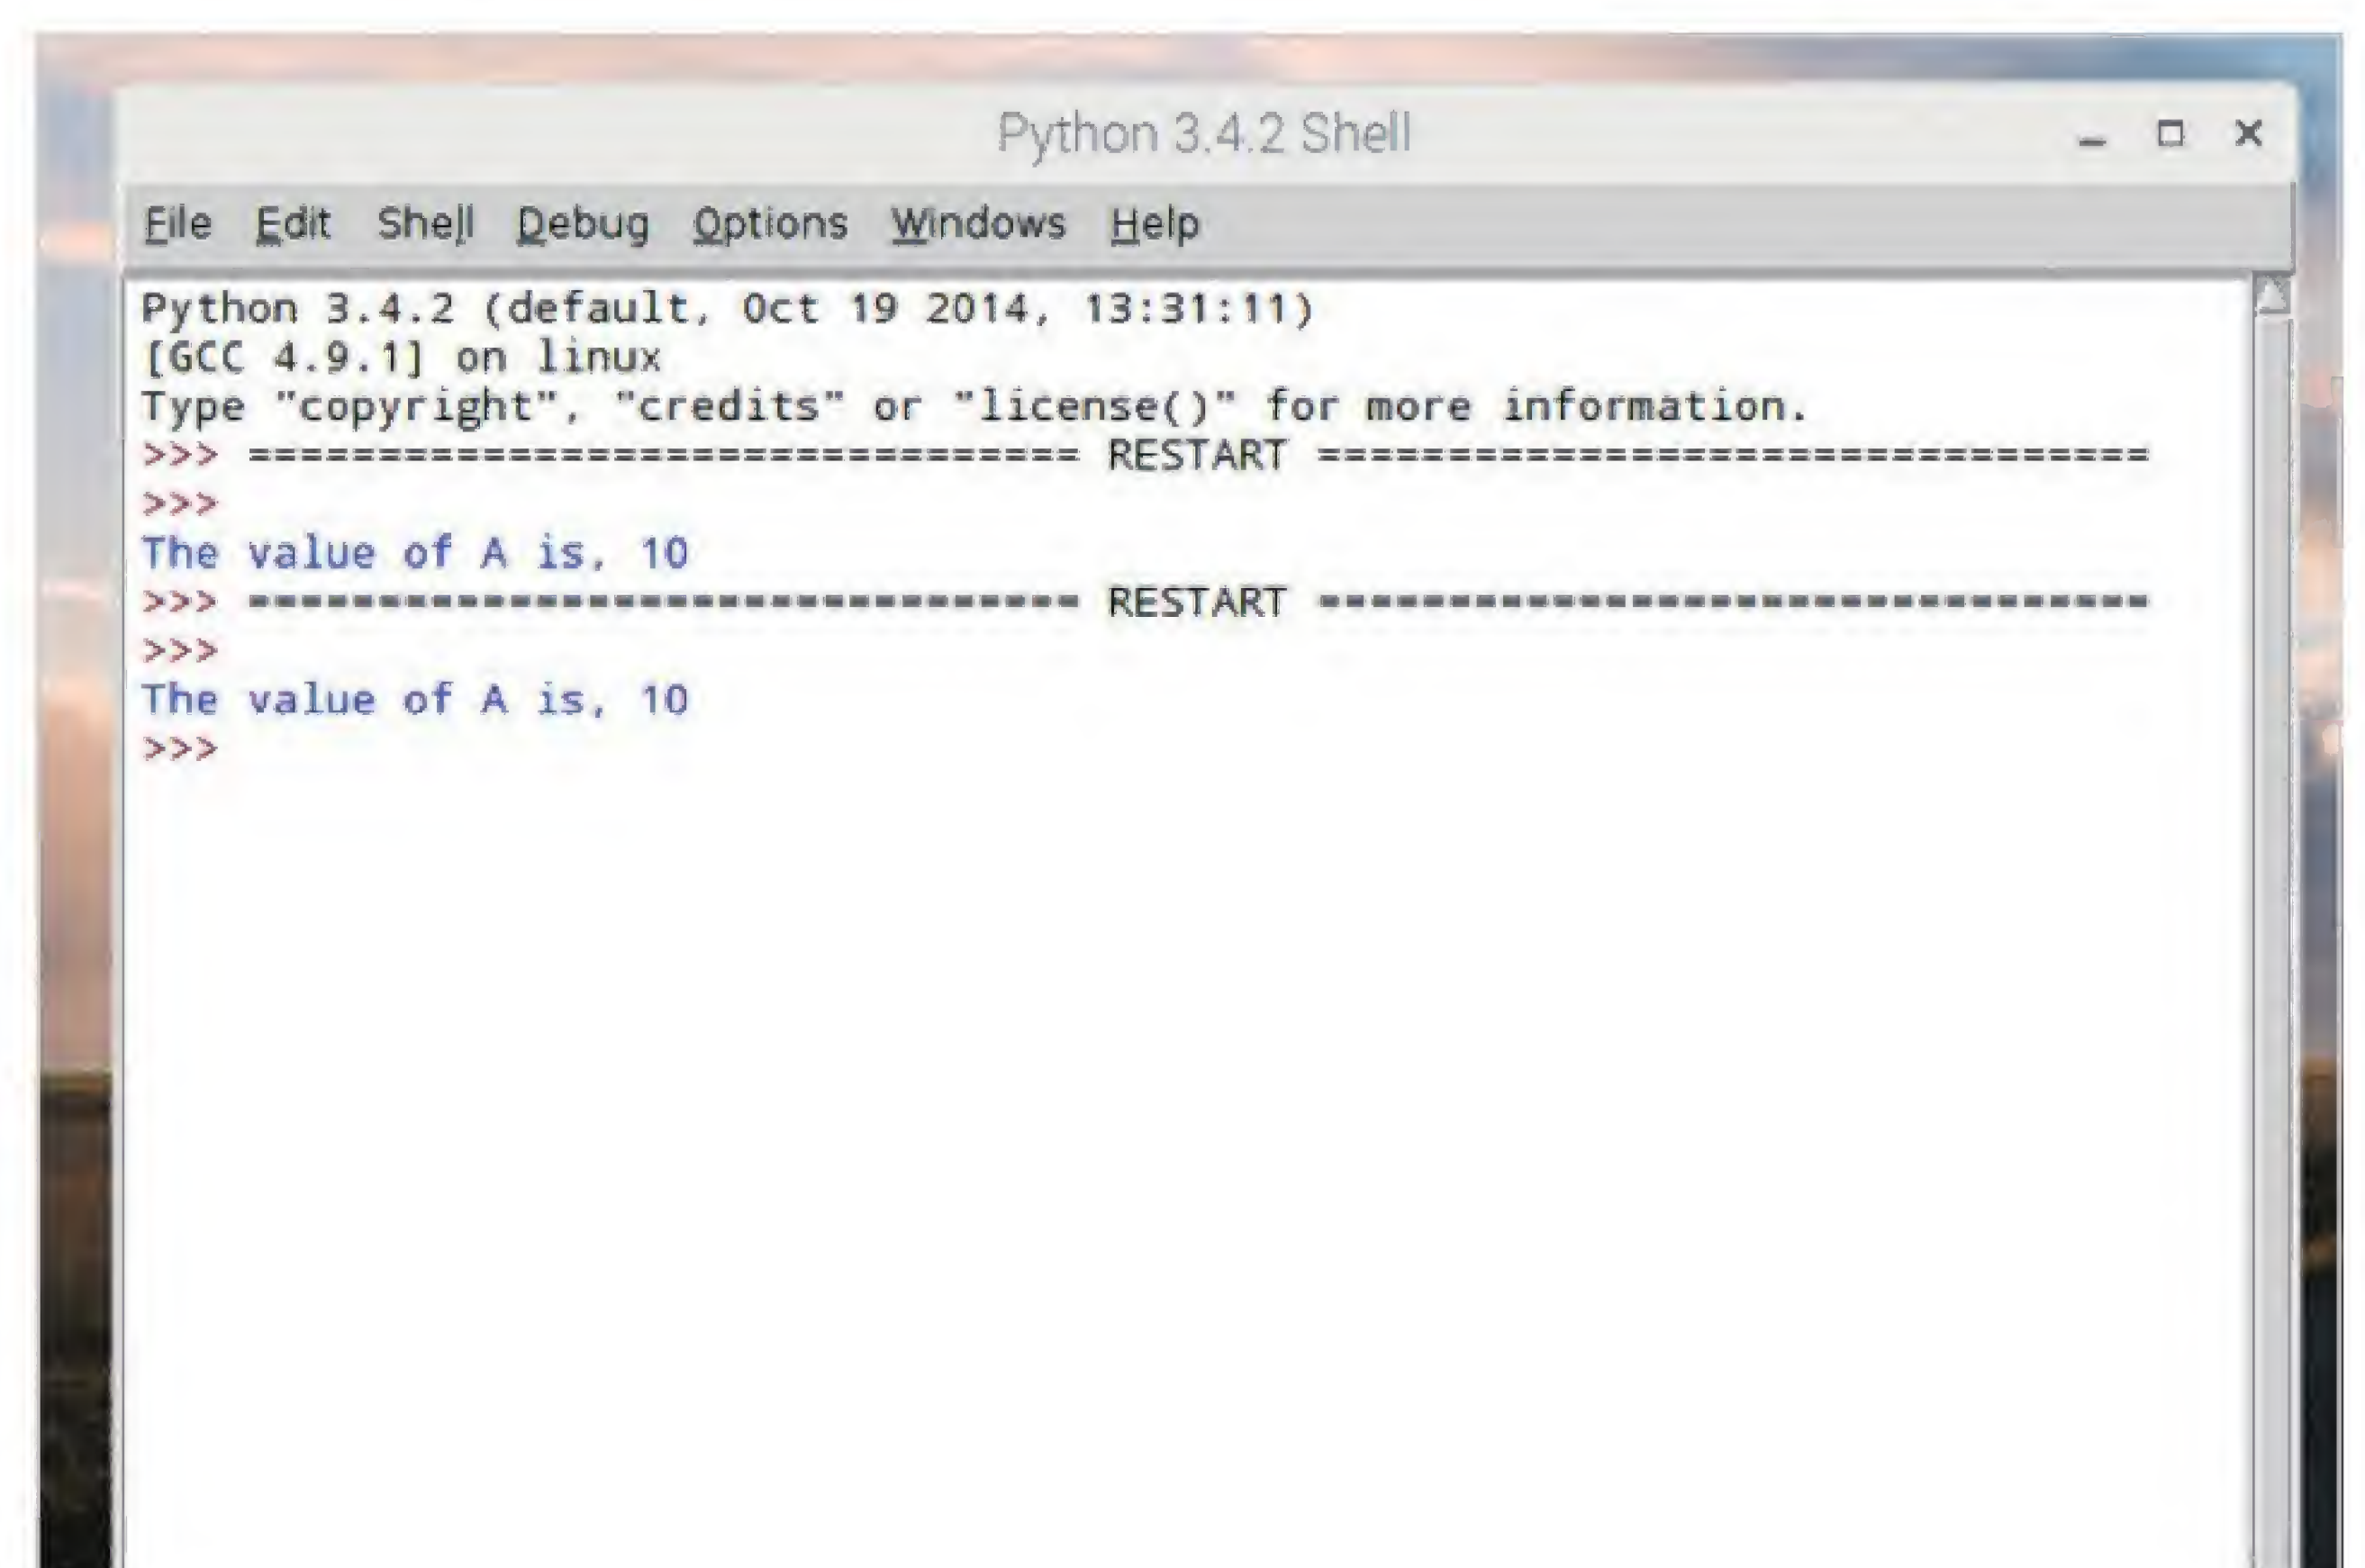 Python 3.4.2 Shell
File Edit Shell Debug Options Windows Help
Python 3.4.2 (default, Oct 19 2014, 13:31:11)
[GCC 4.9.1] on linux
Type "copyright", "credits" or "license()" for more information.
>>> ================================ RESTART ================================
>>>
The value of A is, 10
>>> ================================ RESTART ================================
>>>
The value of A is, 10
>>>